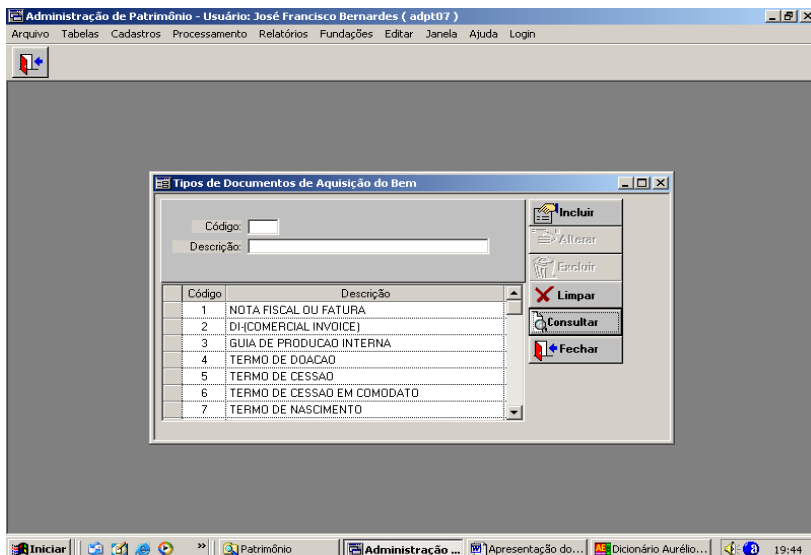 Administração de Patrimônio - Usuário: José Francisco Bernardes ( adpt07 )
Arquivo Tabelas Cadastros Processamento Relatórios Fundações Editar Janela Ajuda Login
Tipos de Documentos de Aquisição do Bem
Código:
Descrição:
Incluir
Alterar
Excluir
Limpar
Consultar
Fechar
Código Descrição
1 NOTA FISCAL OU FATURA
2 DI-(COMERCIAL INVOICE)
3 GUIA DE PRODUCAO INTERNA
4 TERMO DE DOACAO
5 TERMO DE CESSAO
6 TERMO DE CESSAO EM COMODATO
7 TERMO DE NASCIMENTO
Iniciar » Patrimônio Administração ... Apresentação do... Dicionário Aurélio... 19:44